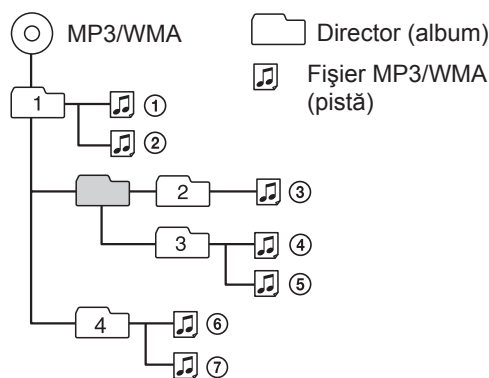 MP3/WMA
Director (album)
Fişier MP3/WMA
(pistă)
1
①
②
2
③
3
④
⑤
4
⑥
⑦